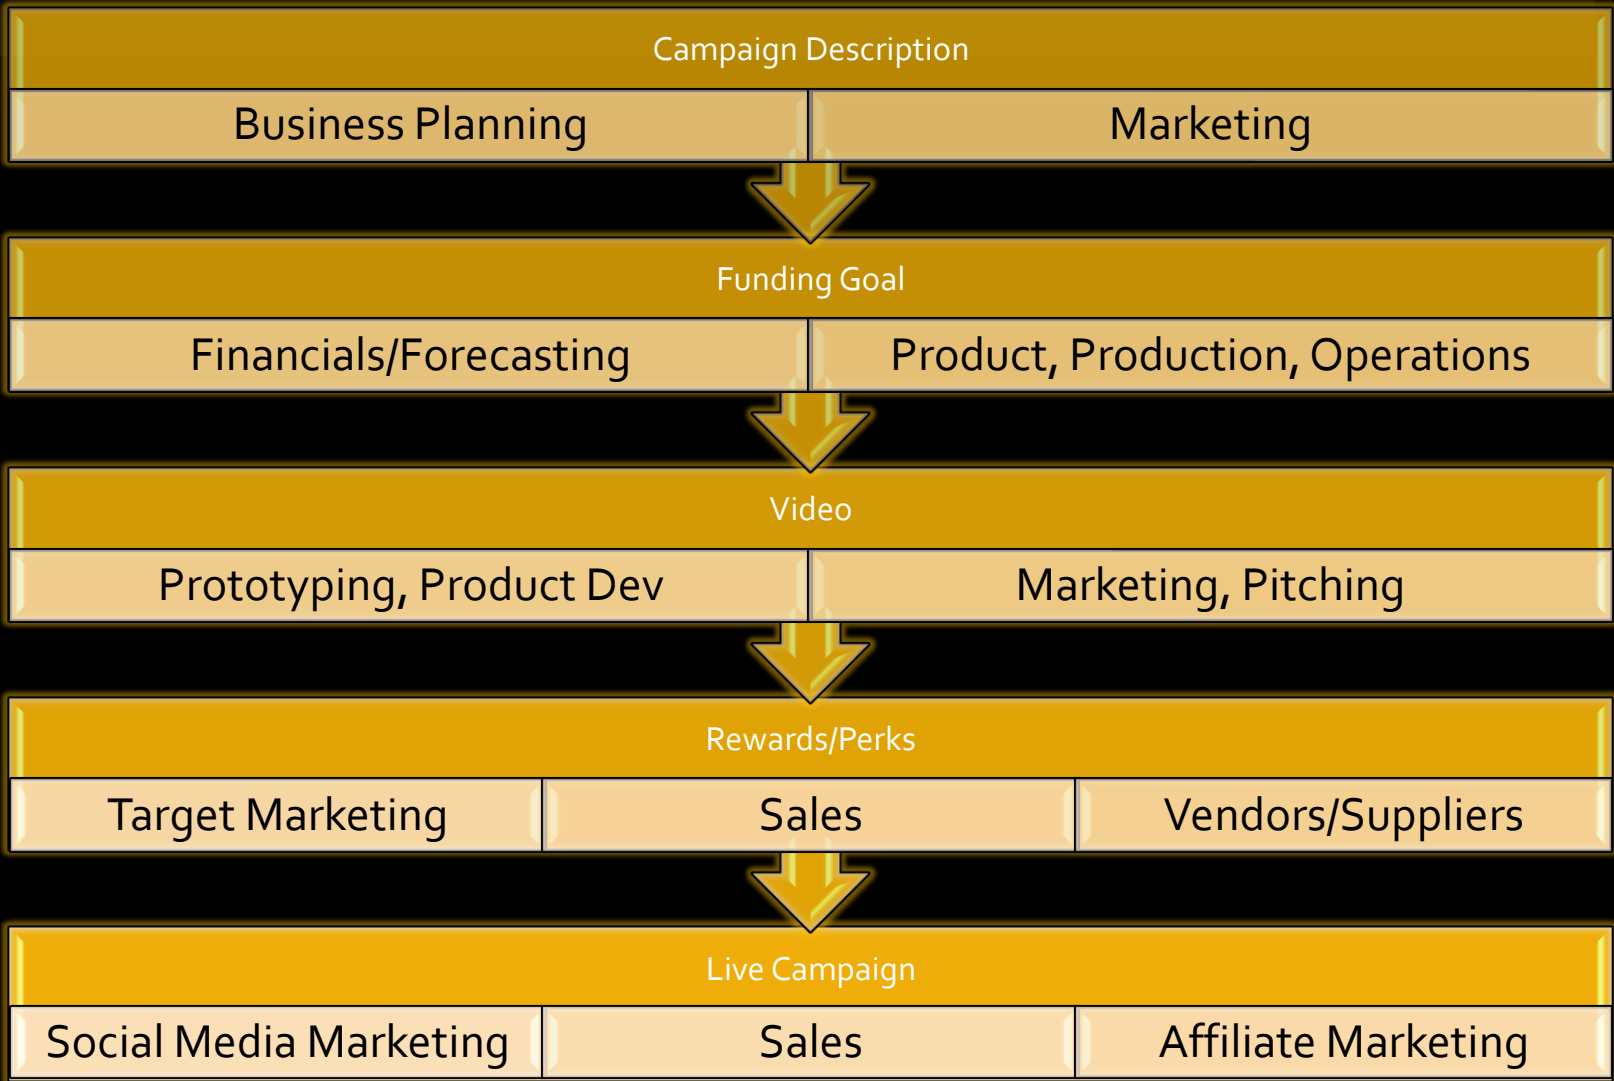 Campaign Description
Business Planning
Marketing
Funding Goal
Financials/Forecasting
Product, Production, Operations
Video
Prototyping, Product Dev
Marketing, Pitching
Rewards/Perks
Target Marketing
Sales
Vendors/Suppliers
Live Campaign
Social Media Marketing
Sales
Affiliate Marketing